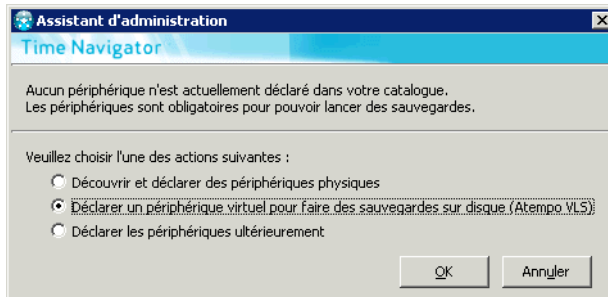 Assistant d'administration
Time Navigator
Aucun périphérique n'est actuellement déclaré dans votre catalogue.
Les périphériques sont obligatoires pour pouvoir lancer des sauvegardes.
Veuillez choisir l'une des actions suivantes :
Découvrir et déclarer des périphériques physiques
Déclarer un périphérique virtuel pour faire des sauvegardes sur disque (Atempo VLS)
Déclarer les périphériques ultérieurement
OK
Annuler